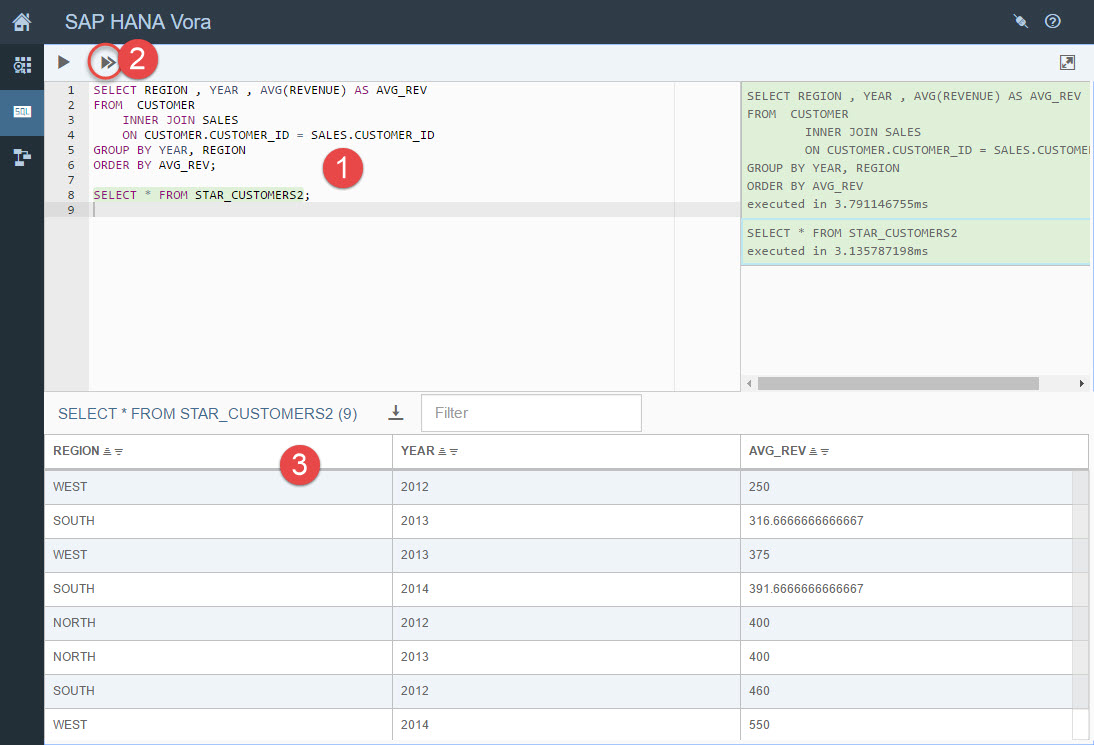 SAP HANA Vora
2
SQL
1 SELECT REGION , YEAR , AVG(REVENUE) AS AVG_REV
2 FROM  CUSTOMER
3     INNER JOIN SALES
4     ON CUSTOMER.CUSTOMER_ID = SALES.CUSTOMER_ID
5 GROUP BY YEAR, REGION
6 ORDER BY AVG_REV;
7
8 SELECT * FROM STAR_CUSTOMERS2;
9
1
SELECT REGION , YEAR , AVG(REVENUE) AS AVG_REV
FROM  CUSTOMER
        INNER JOIN SALES
        ON CUSTOMER.CUSTOMER_ID = SALES.CUSTOME
GROUP BY YEAR, REGION
ORDER BY AVG_REV
executed in 3.791146755ms
SELECT * FROM STAR_CUSTOMERS2
executed in 3.135787198ms
SELECT * FROM STAR_CUSTOMERS2 (9)
Filter
REGION YEAR AVG_REV
3
WEST 2012 250
SOUTH 2013 316.6666666666667
WEST 2013 375
SOUTH 2014 391.6666666666667
NORTH 2012 400
NORTH 2013 400
SOUTH 2012 460
WEST 2014 550